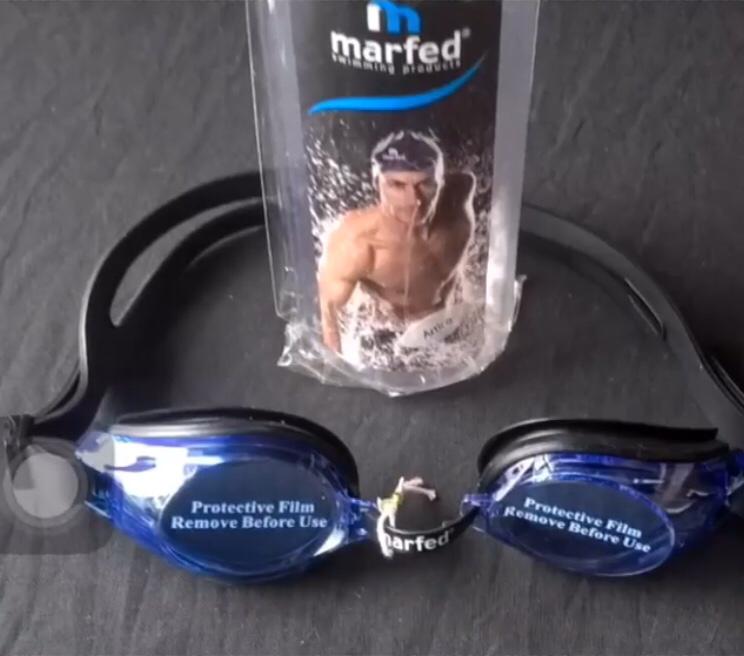 m
marfed®
swimming products
Protective Film
Remove Before Use
marfed
Protective Film
Remove Before Use